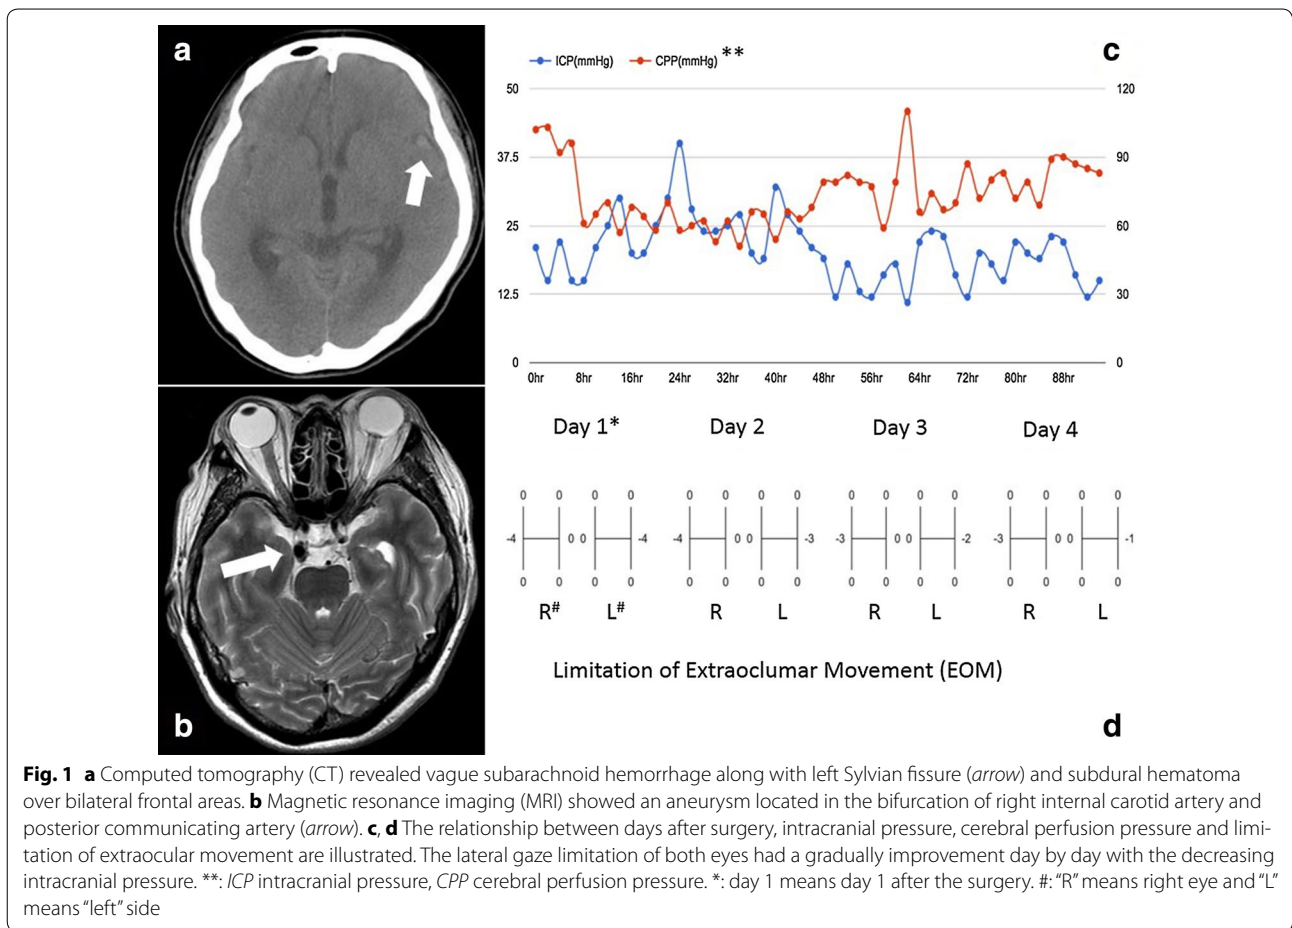 a
c
ICP(mmHg) CPP(mmHg) **
50 120
37.5 90
25 60
12.5 30
0 0
0hr 8hr 16hr 24hr 32hr 40hr 48hr 56hr 64hr 72hr 80hr 88hr
Day 1* Day 2 Day 3 Day 4
0 0 0 0 0 0 0 0 0 0 0 0 0 0 0 0
-4 0 0 -4 -4 0 0 -3 -3 0 0 -2 -3 0 0 -1
0 0 0 0 0 0 0 0 0 0 0 0 0 0 0 0
R# L# R L R L R L
Limitation of Extraoclumar Movement (EOM)
b
d
Fig. 1 a Computed tomography (CT) revealed vague subarachnoid hemorrhage along with left Sylvian fissure (arrow) and subdural hematoma
over bilateral frontal areas. b Magnetic resonance imaging (MRI) showed an aneurysm located in the bifurcation of right internal carotid artery and
posterior communicating artery (arrow). c, d The relationship between days after surgery, intracranial pressure, cerebral perfusion pressure and limi-
tation of extraocular movement are illustrated. The lateral gaze limitation of both eyes had a gradually improvement day by day with the decreasing
intracranial pressure. **: ICP intracranial pressure, CPP cerebral perfusion pressure. *: day 1 means day 1 after the surgery. #: “R” means right eye and “L”
means “left” side